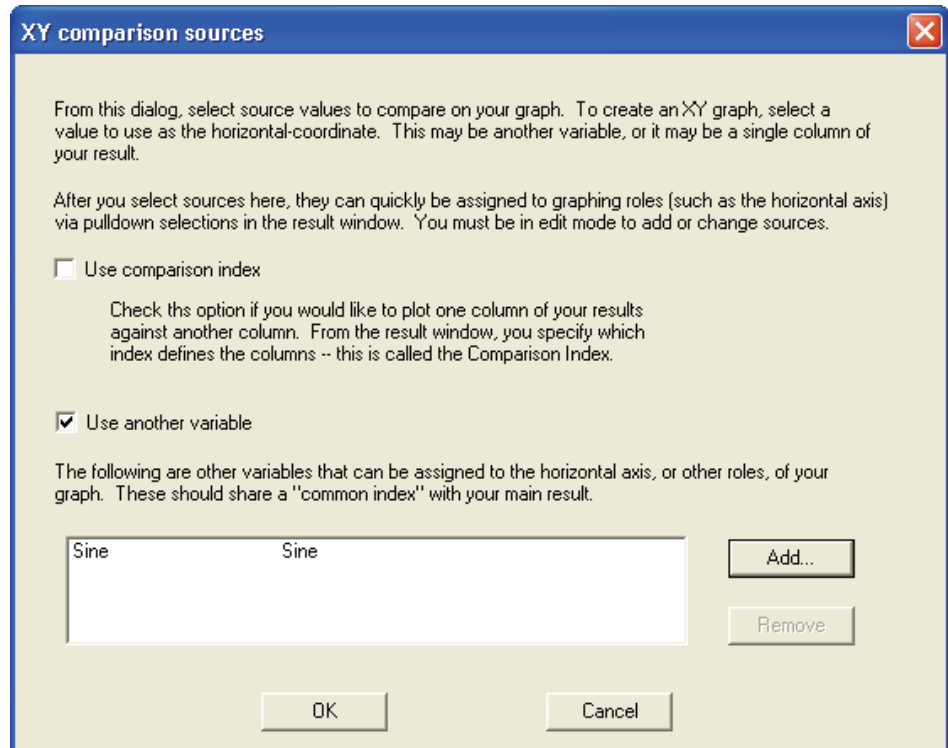 XY comparison sources
From this dialog, select source values to compare on your graph. To create an XY graph, select a
value to use as the horizontal-coordinate. This may be another variable, or it may be a single column of
your result.
After you select sources here, they can quickly be assigned to graphing roles (such as the horizontal axis)
via pulldown selections in the result window. You must be in edit mode to add or change sources.
Use comparison index
Check ths option if you would like to plot one column of your results
against another column. From the result window, you specify which
index defines the columns -- this is called the Comparison Index.
Use another variable
The following are other variables that can be assigned to the horizontal axis, or other roles, of your
graph. These should share a "common index" with your main result.
Sine Sine
Add...
Remove
OK Cancel